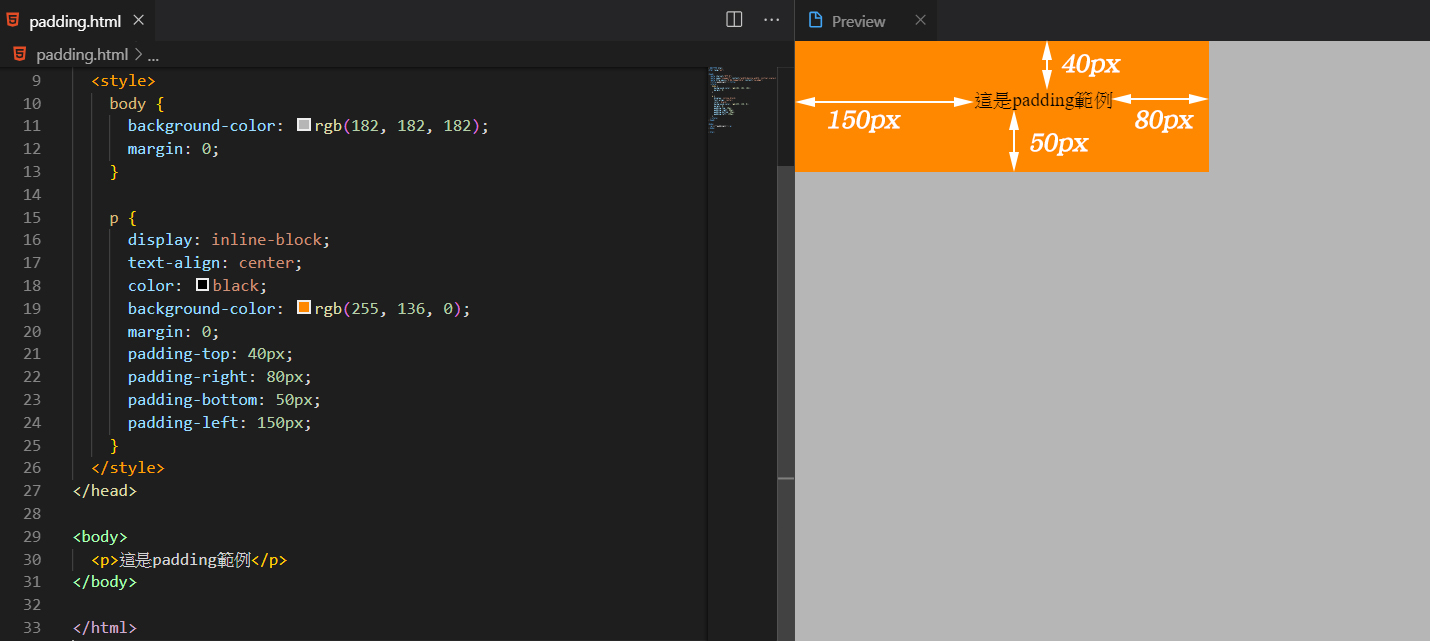 padding.html
padding.html > ...
9 <style>
10 body {
11 background-color: rgb(182, 182, 182);
12 margin: 0;
13 }
14
15 p {
16 display: inline-block;
17 text-align: center;
18 color: black;
19 background-color: rgb(255, 136, 0);
20 margin: 0;
21 padding-top: 40px;
22 padding-right: 80px;
23 padding-bottom: 50px;
24 padding-left: 150px;
25 }
26 </style>
27 </head>
28
29 <body>
30 <p>這是padding範例</p>
31 </body>
32
33 </html>
Preview
40px
這是padding範例
150px
80px
50px